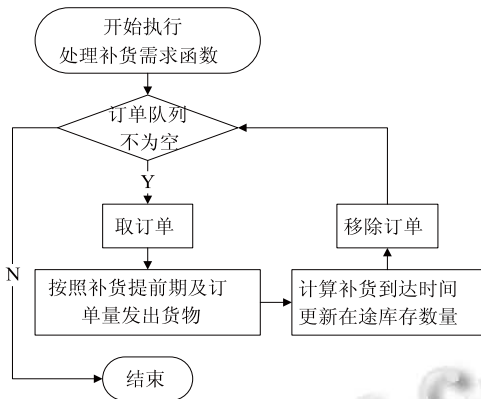 开始执行
处理补货需求函数
订单队列
不为空
Y
取订单
移除订单
N
按照补货提前期及订
单量发出货物
计算补货到达时间
更新在途库存数量
结束